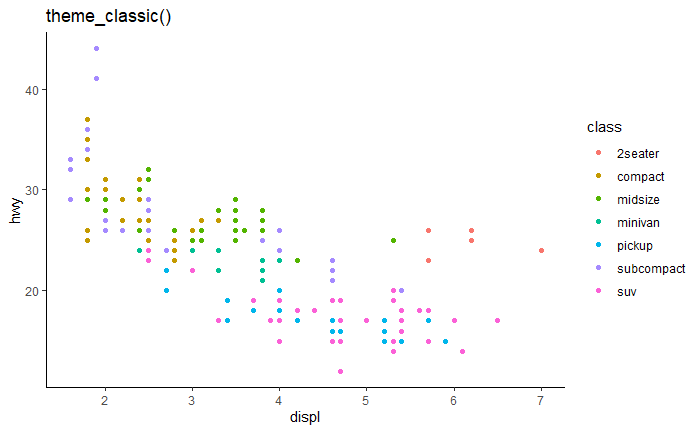 theme_classic()
40
30
20
hwy
2
3
4
5
6
7
displ
class
2seater
compact
midsize
minivan
pickup
subcompact
suv